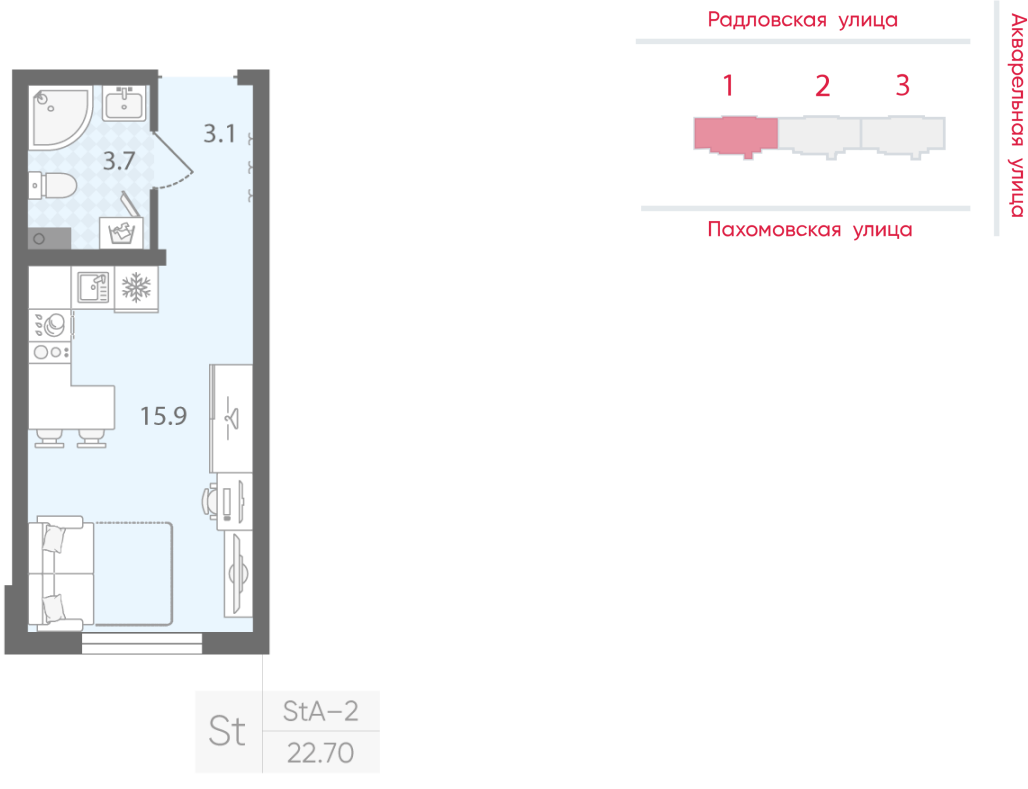 Радловская улица
Акварельная улица
1
2
3
Пахомовская улица
3.1
3.7
15.9
St
StA–2
22.70